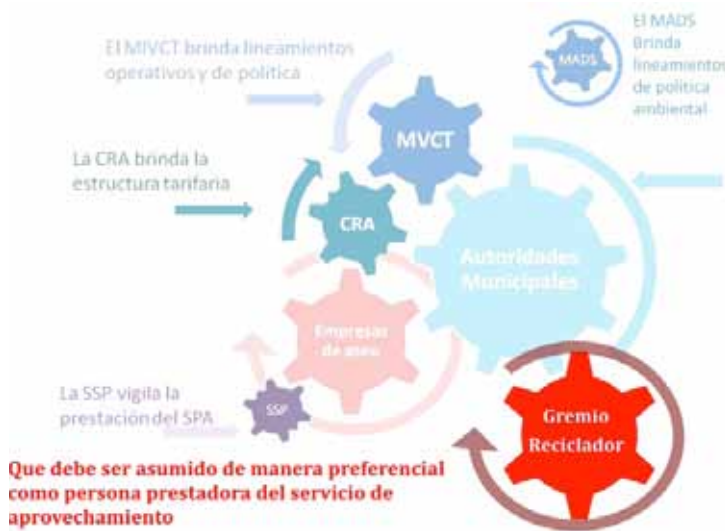 El MIVCT brinda lineamientos
operativos y de política
El MADS
Brinda
lineamientos
de política
ambiental
MADS
MVCT
La CRA brinda la
estructura tarifaria
CRA
Autoridades
Municipales
Empresas
de aseo
La SSP vigila la
prestación del SPA
SSP
Gremio
Reciclador
Que debe ser asumido de manera preferencial
como persona prestadora del servicio de
aprovechamiento